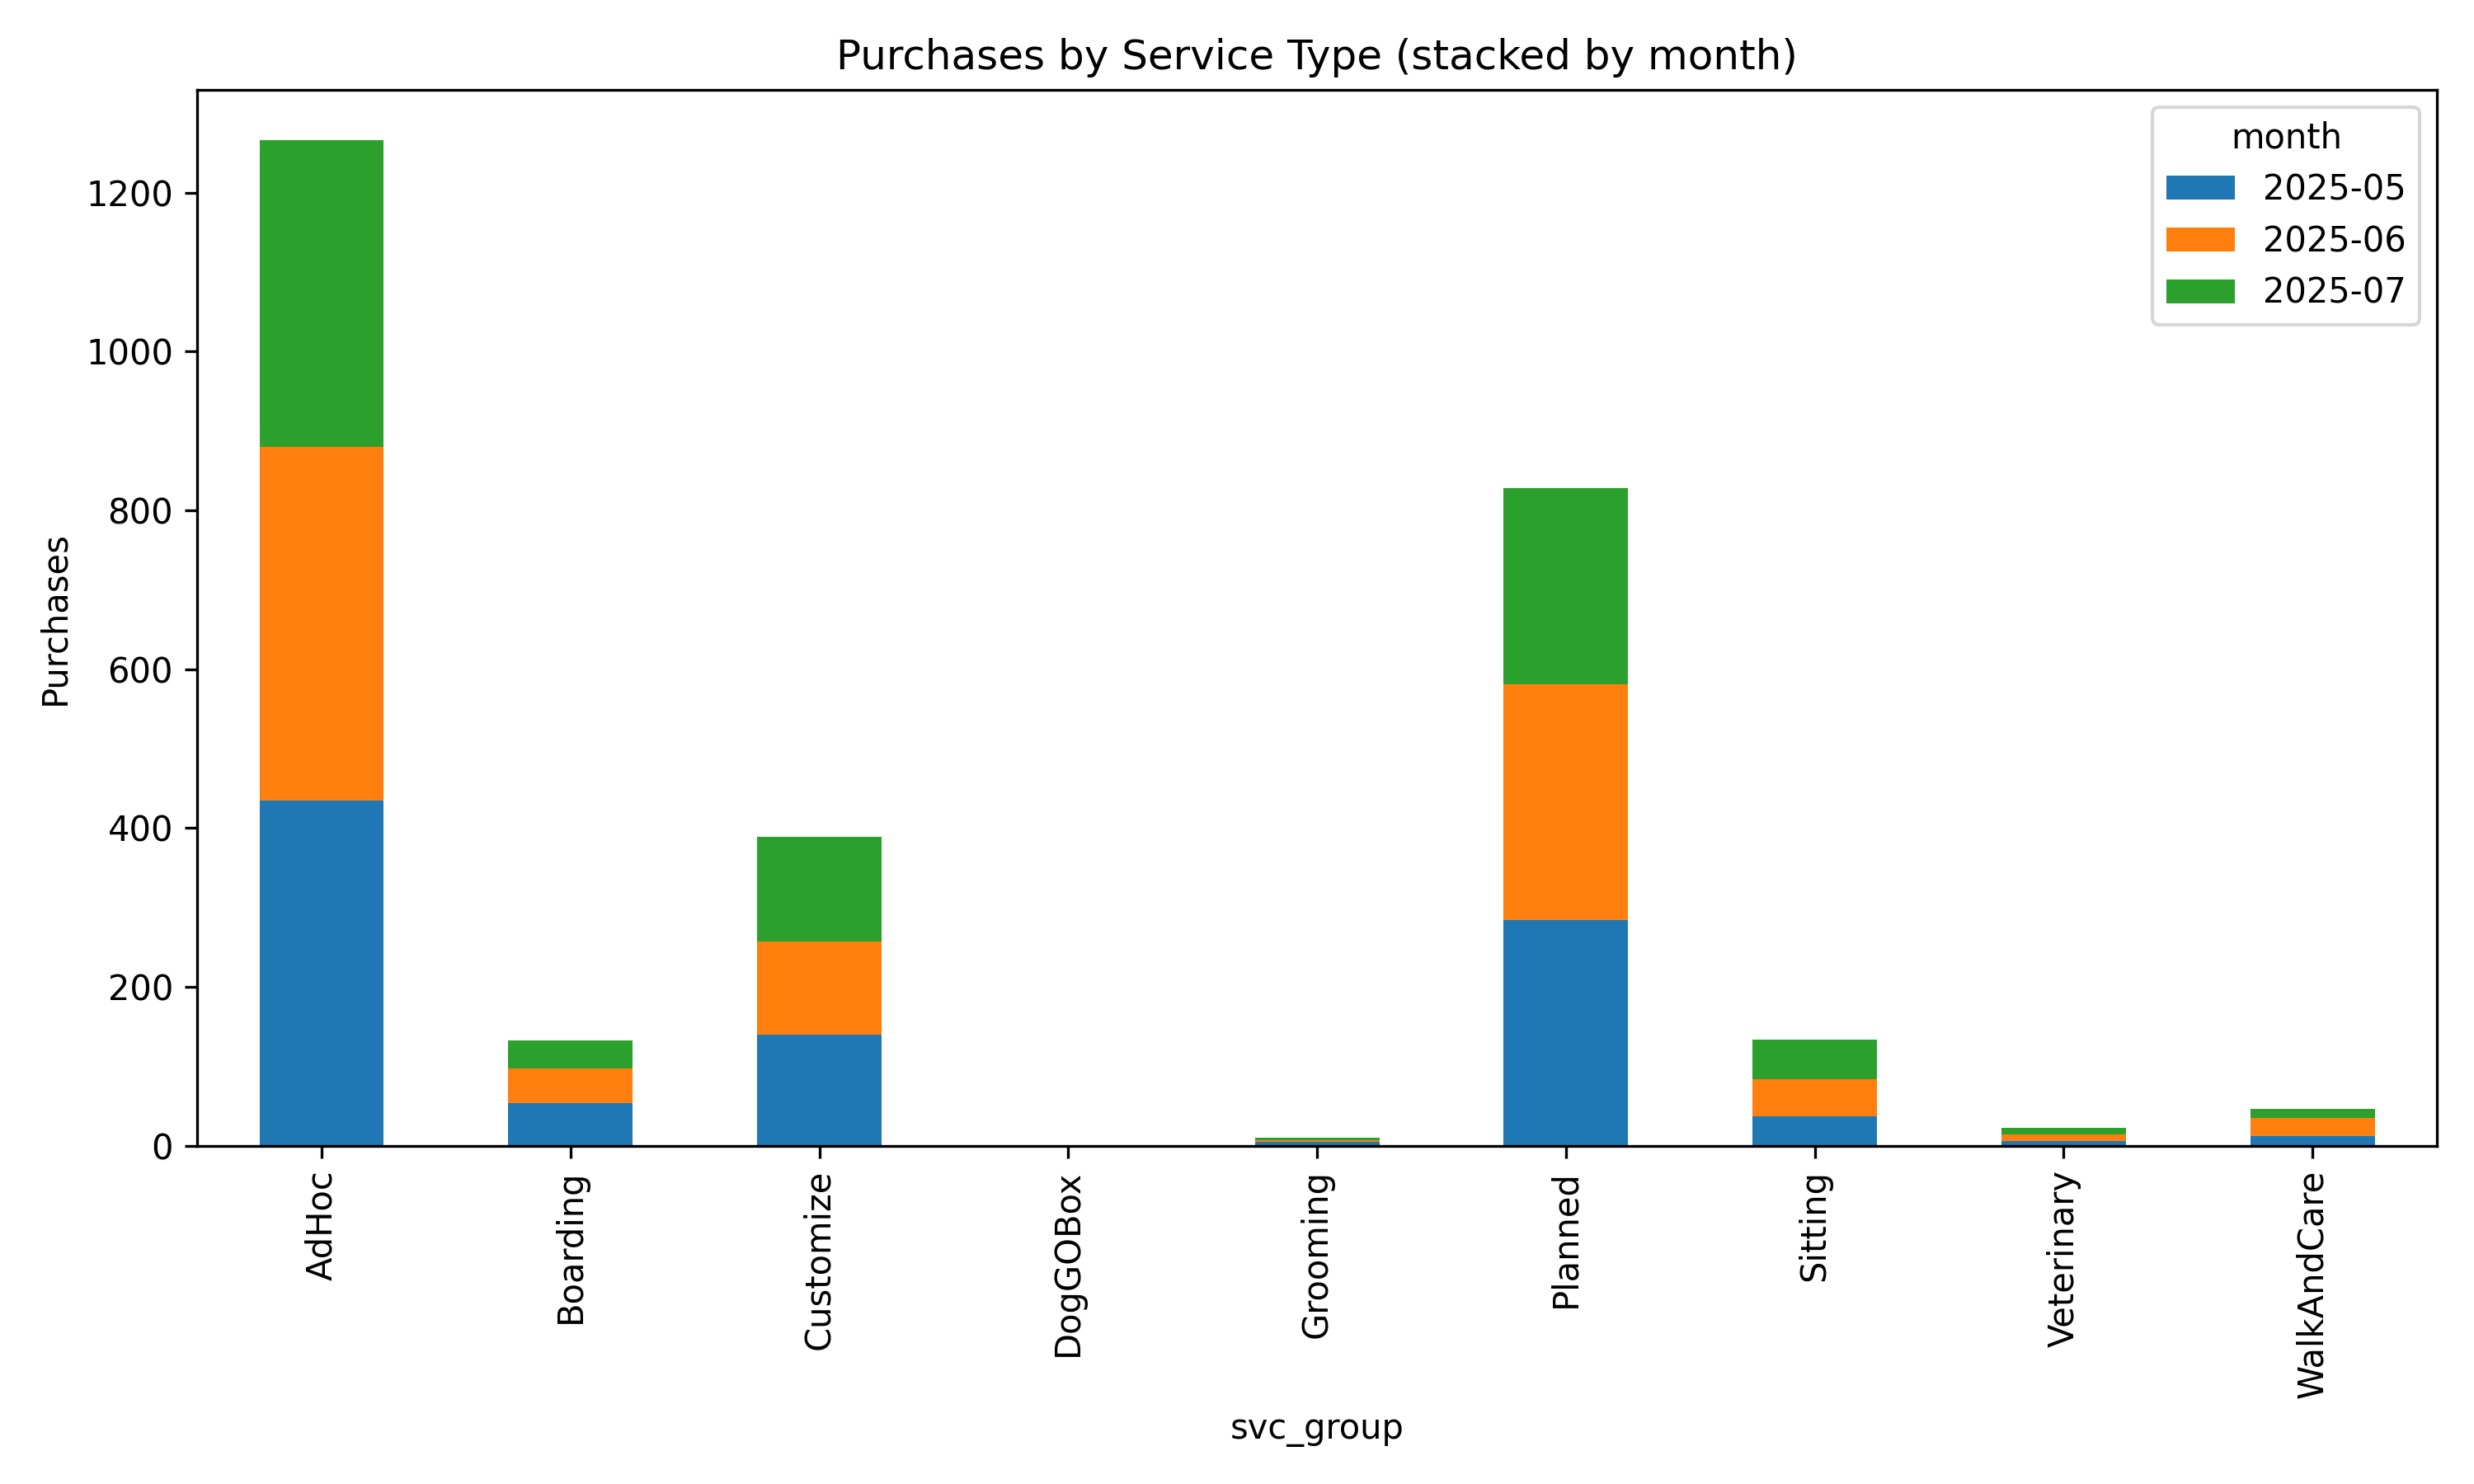 Purchases by Service Type (stacked by month)
month
2025-05
2025-06
2025-07
1200
1000
800
600
400
200
0
Purchases
AdHoc
Boarding
Customize
DogGOBox
Grooming
Planned
Sitting
Veterinary
WalkAndCare
svc_group